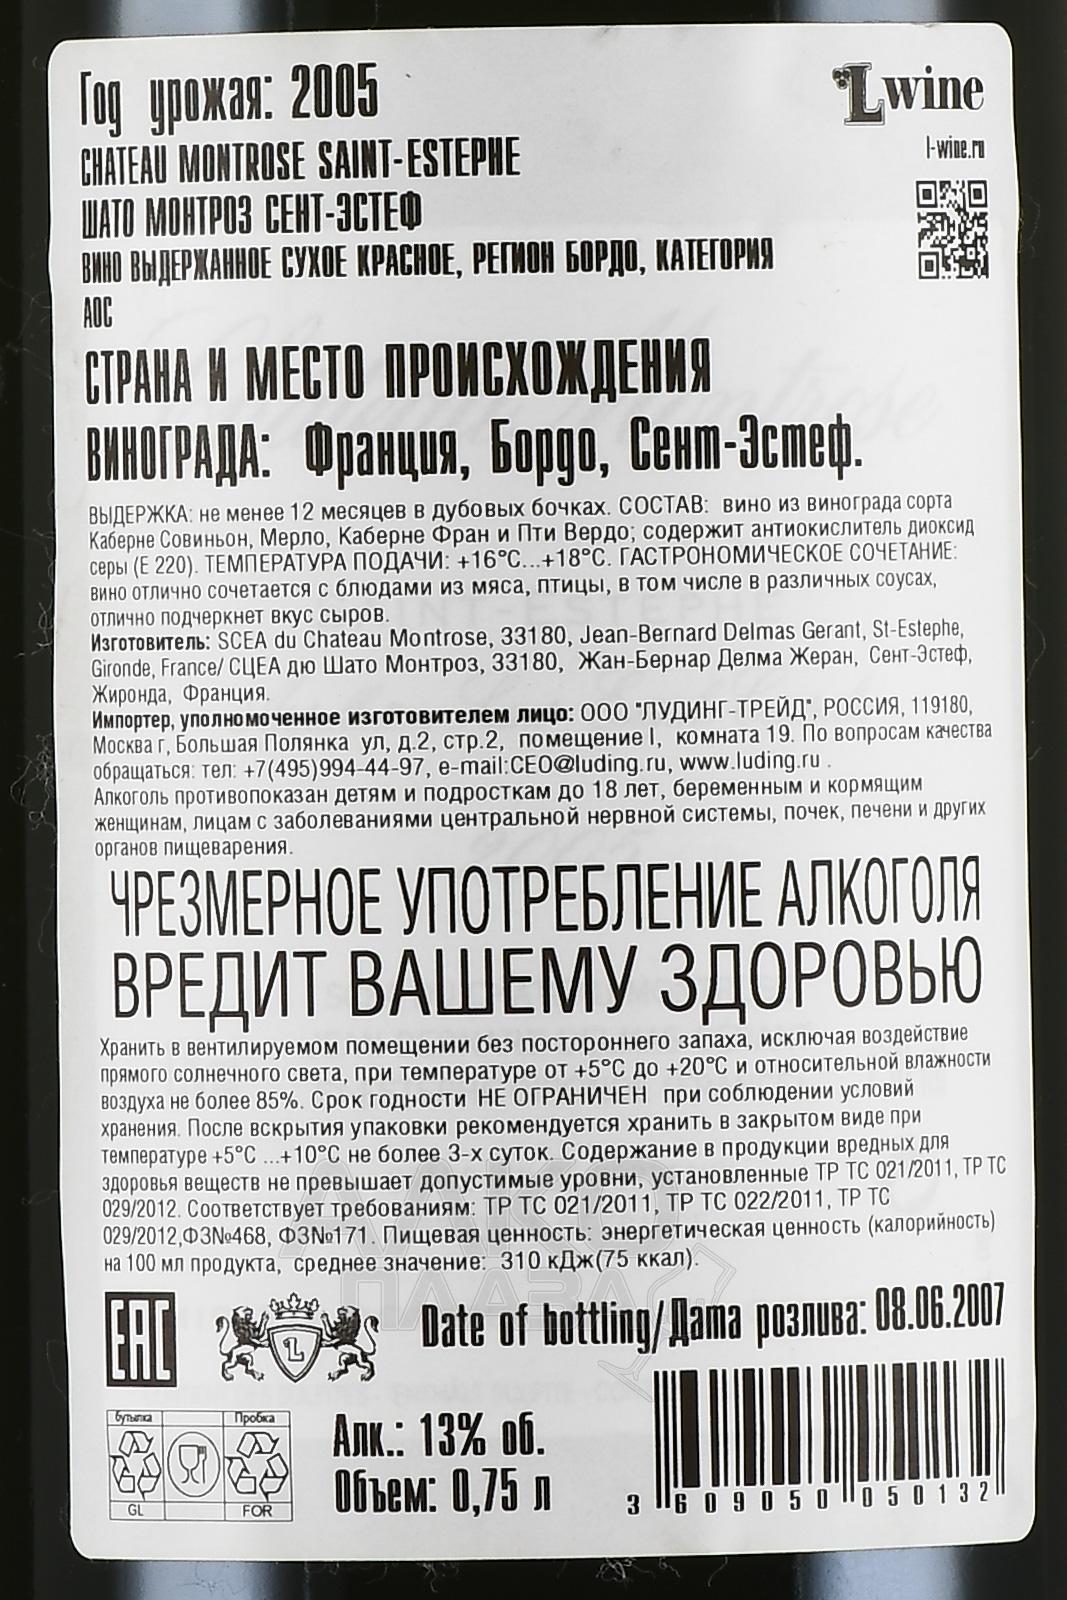 Год урожая: 2005
Lwine
l-wine.ru
CHATEAU MONTROSE SAINT-ESTEPHE
ШАТО МОНТРОЗ СЕНТ-ЭСТЕФ
ВИНО ВЫДЕРЖАННОЕ СУХОЕ КРАСНОЕ, РЕГИОН БОРДО, КАТЕГОРИЯ
АОС
СТРАНА И МЕСТО ПРОИСХОЖДЕНИЯ
ВИНОГРАДА: Франция, Бордо, Сент-Эстеф.
ВЫДЕРЖКА: не менее 12 месяцев в дубовых бочках. СОСТАВ: вино из винограда сорта
Каберне Совиньон, Мерло, Каберне Фран и Пти Вердо; содержит антиокислитель диоксид
серы (Е 220). ТЕМПЕРАТУРА ПОДАЧИ: +16°С...+18°С. ГАСТРОНОМИЧЕСКОЕ СОЧЕТАНИЕ:
вино отлично сочетается с блюдами из мяса, птицы, в том числе в различных соусах,
отлично подчеркнет вкус сыров.
Изготовитель: SCEA du Chateau Montrose, 33180, Jean-Bernard Delmas Gerant, St-Estephe,
Gironde, France/ СЦЕА дю Шато Монтроз, 33180, Жан-Бернар Делма Жеран, Сент-Эстеф,
Жиронда, Франция.
Импортер, уполномоченное изготовителем лицо: ООО "ЛУДИНГ-ТРЕЙД", РОССИЯ, 119180,
Москва г, Большая Полянка ул, д.2, стр.2, помещение I, комната 19. По вопросам качества
обращаться: тел: +7(495)994-44-97, e-mail:CEO@luding.ru, www.luding.ru .
Алкоголь противопоказан детям и подросткам до 18 лет, беременным и кормящим
женщинам, лицам с заболеваниями центральной нервной системы, почек, печени и других
органов пищеварения.
ЧРЕЗМЕРНОЕ УПОТРЕБЛЕНИЕ АЛКОГОЛЯ
ВРЕДИТ ВАШЕМУ ЗДОРОВЬЮ
Хранить в вентилируемом помещении без постороннего запаха, исключая воздействие
прямого солнечного света, при температуре от +5°С до +20°С и относительной влажности
воздуха не более 85%. Срок годности НЕ ОГРАНИЧЕН при соблюдении условий
хранения. После вскрытия упаковки рекомендуется хранить в закрытом виде при
температуре +5°С ...+10°С не более 3-х суток. Содержание в продукции вредных для
здоровья веществ не превышает допустимые уровни, установленные ТР ТС 021/2011, ТР ТС
029/2012. Соответствует требованиям: ТР ТС 021/2011, ТР ТС 022/2011, ТР ТС
029/2012,ФЗ№468, ФЗ№171. Пищевая ценность: энергетическая ценность (калорийность)
на 100 мл продукта, среднее значение: 310 кДж(75 ккал).
АЛКО
ПЛАЗА
EAC
L
Date of bottling/Дата розлива: 08.06.2007
бутылка Пробка
GL FOR
Алк.: 13% об.
Объем: 0,75 л
3 609050 050132